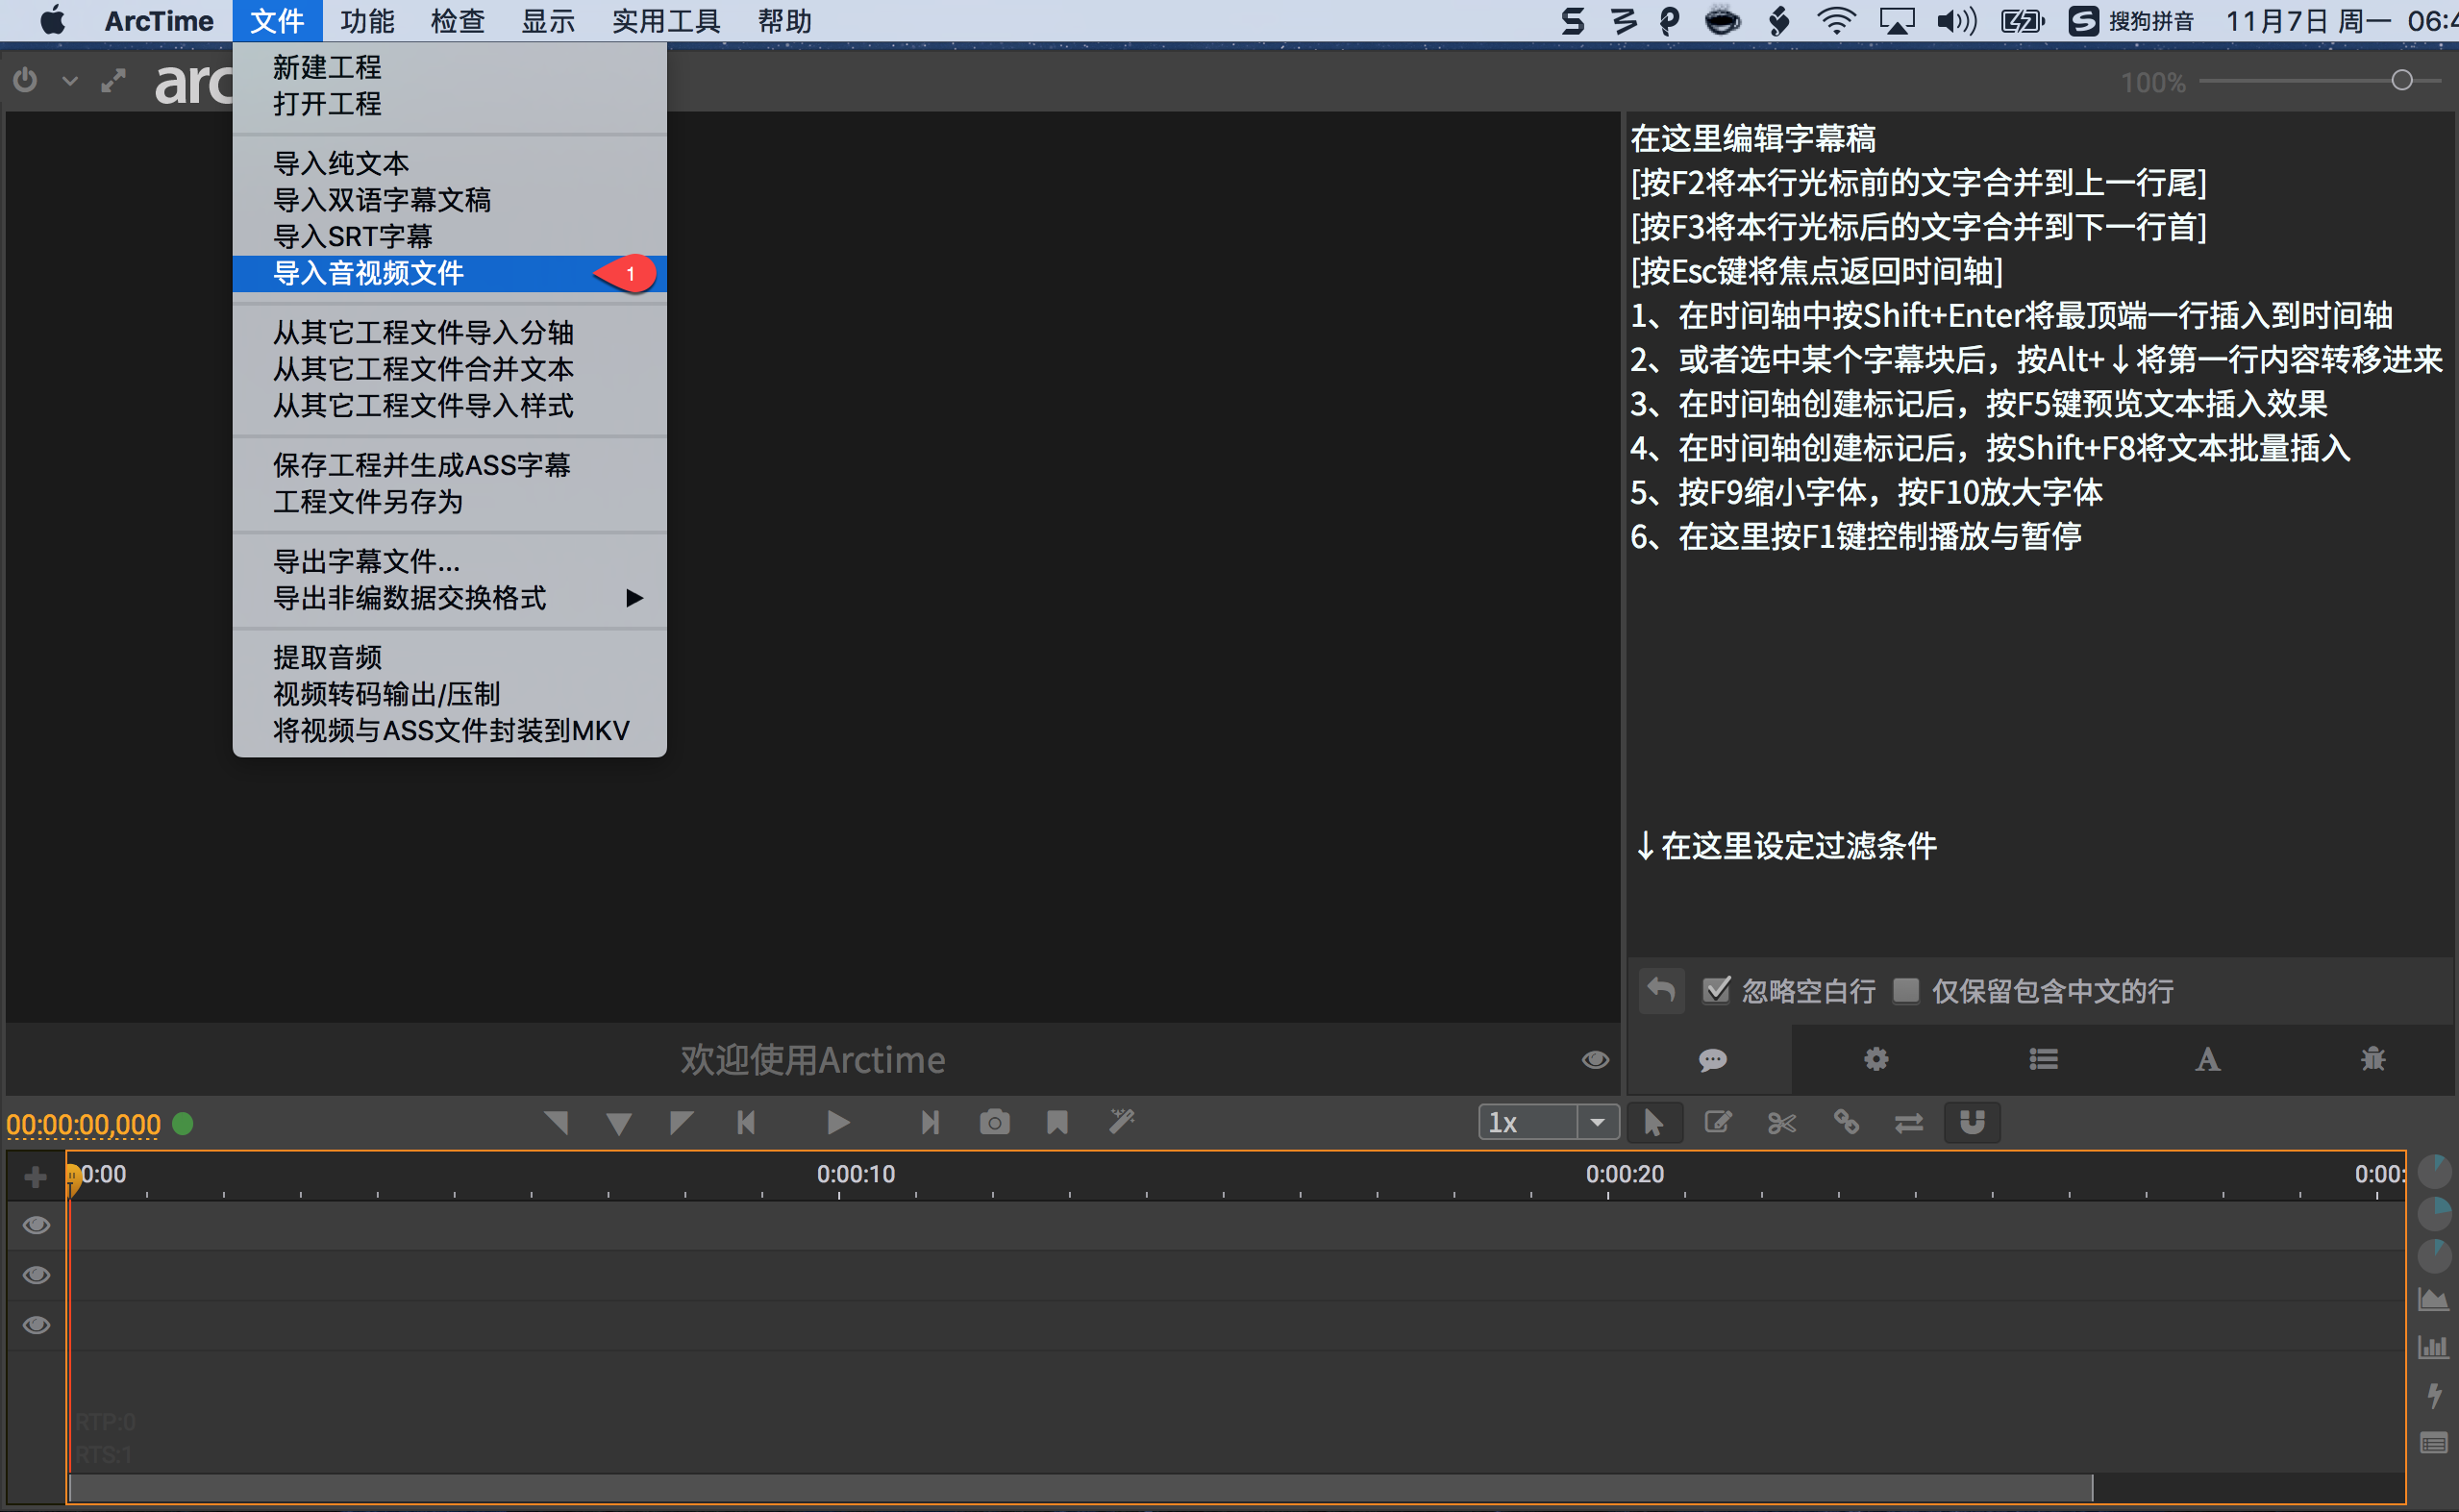 ArcTime 文件 功能 检查 显示 实用工具 帮助 搜狗拼音 11月7日 周一 06:4
arc
100%
新建工程
打开工程
导入纯文本
导入双语字幕文稿
导入SRT字幕
导入音视频文件 1
从其它工程文件导入分轴
从其它工程文件合并文本
从其它工程文件导入样式
保存工程并生成ASS字幕
工程文件另存为
导出字幕文件...
导出非编数据交换格式
提取音频
视频转码输出/压制
将视频与ASS文件封装到MKV
在这里编辑字幕稿
[按F2将本行光标前的文字合并到上一行尾]
[按F3将本行光标后的文字合并到下一行首]
[按Esc键将焦点返回时间轴]
1、在时间轴中按Shift+Enter将最顶端一行插入到时间轴
2、或者选中某个字幕块后，按Alt+↓将第一行内容转移进来
3、在时间轴创建标记后，按F5键预览文本插入效果
4、在时间轴创建标记后，按Shift+F8将文本批量插入
5、按F9缩小字体，按F10放大字体
6、在这里按F1键控制播放与暂停
↓在这里设定过滤条件
忽略空白行 仅保留包含中文的行
欢迎使用Arctime
00:00:00,000
1x
0:00 0:00:10 0:00:20 0:00:
RTP:0
RTS:1